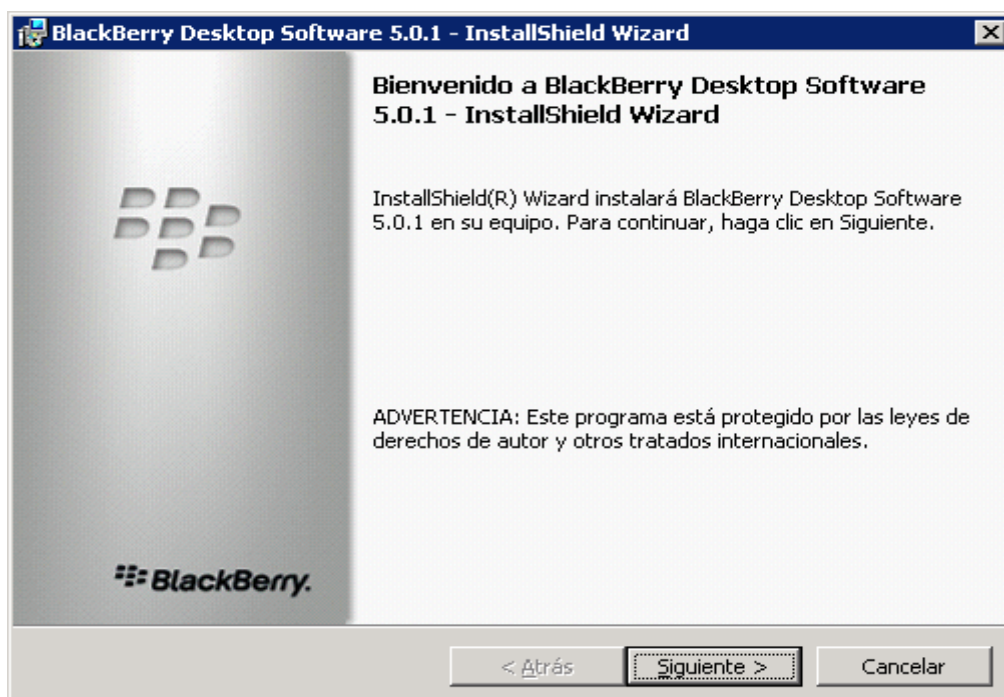 BlackBerry Desktop Software 5.0.1 - InstallShield Wizard
Bienvenido a BlackBerry Desktop Software
5.0.1 - InstallShield Wizard
InstallShield(R) Wizard instalará BlackBerry Desktop Software
5.0.1 en su equipo. Para continuar, haga clic en Siguiente.
ADVERTENCIA: Este programa está protegido por las leyes de
derechos de autor y otros tratados internacionales.
BlackBerry.
< Atrás
Siguiente >
Cancelar